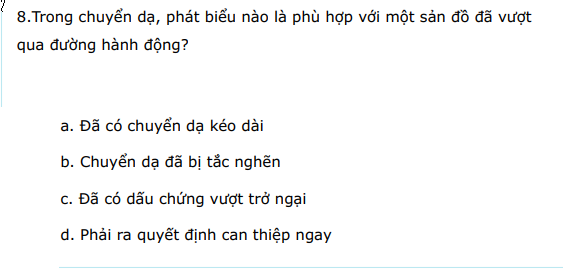 8.Trong chuyển dạ, phát biểu nào là phù hợp với một sản đồ đã vượt
qua đường hành động?
a. Đã có chuyển dạ kéo dài
b. Chuyển dạ đã bị tắc nghẽn
c. Đã có dấu chứng vượt trở ngại
d. Phải ra quyết định can thiệp ngay